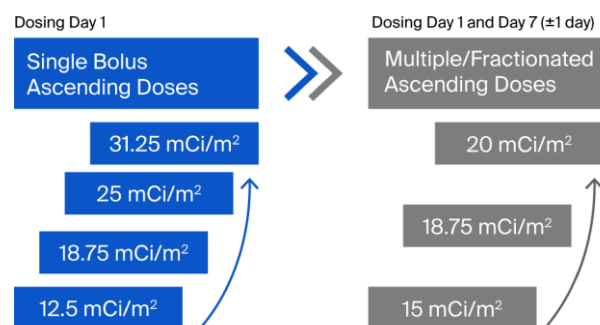 Dosing Day 1
Single Bolus
Ascending Doses
31.25 mCi/m²
25 mCi/m²
18.75 mCi/m²
12.5 mCi/m²
Dosing Day 1 and Day 7 (±1 day)
Multiple/Fractionated
Ascending Doses
20 mCi/m²
18.75 mCi/m²
15 mCi/m²